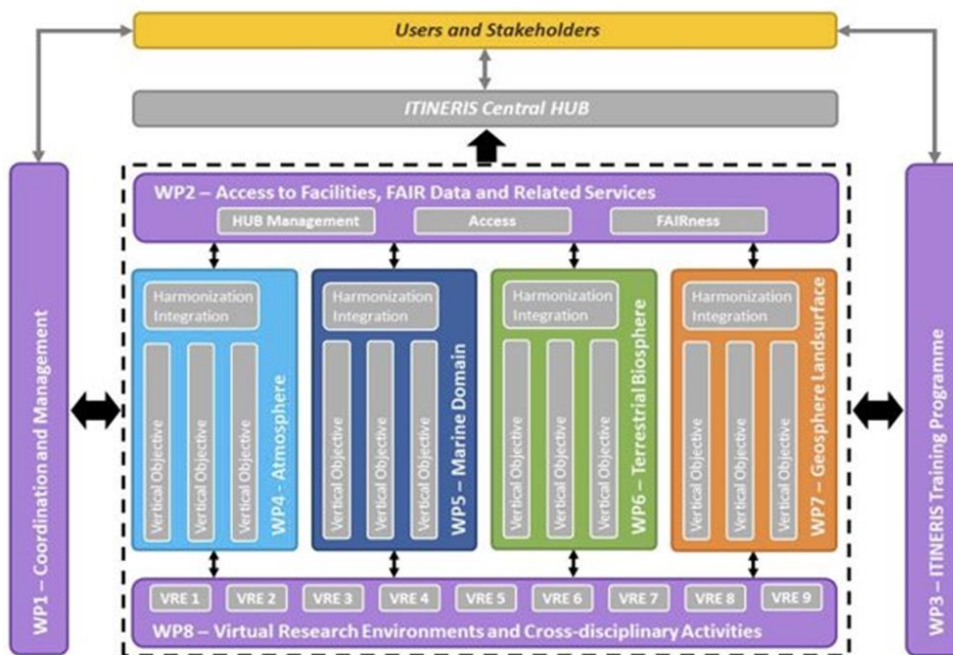 Users and Stakeholders
ITINERIS Central HUB
WP1 – Coordination and Management
WP2 – Access to Facilities, FAIR Data and Related Services
HUB Management
Access
FAIRness
Harmonization
Integration
Vertical Objective
Vertical Objective
Vertical Objective
WP4 - Atmosphere
Harmonization
Integration
Vertical Objective
Vertical Objective
Vertical Objective
WP5 – Marine Domain
Harmonization
Integration
Vertical Objective
Vertical Objective
Vertical Objective
WP6 – Terrestrial Biosphere
Harmonization
Integration
Vertical Objective
Vertical Objective
Vertical Objective
WP7 – Geosphere Landsurface
VRE 1
VRE 2
VRE 3
VRE 4
VRE 5
VRE 6
VRE 7
VRE 8
VRE 9
WP8 – Virtual Research Environments and Cross-disciplinary Activities
WP3 – ITINERIS Training Programme